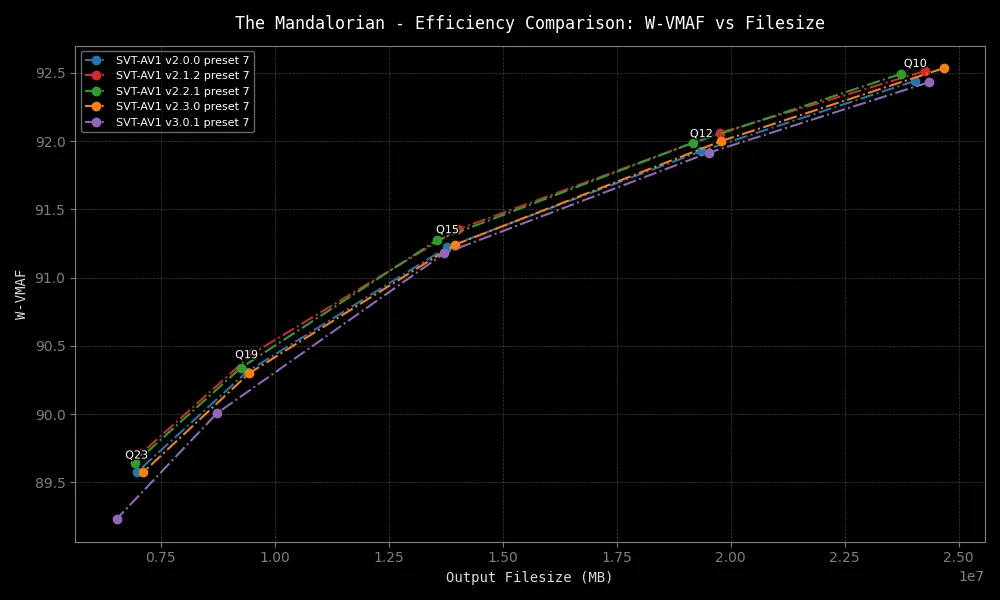 The Mandalorian - Efficiency Comparison: W-VMAF vs Filesize
SVT-AV1 v2.0.0 preset 7
SVT-AV1 v2.1.2 preset 7
SVT-AV1 v2.2.1 preset 7
SVT-AV1 v2.3.0 preset 7
SVT-AV1 v3.0.1 preset 7
Q10
Q12
Q15
Q19
Q23
W-VMAF
92.5
92.0
91.5
91.0
90.5
90.0
89.5
0.75
1.00
1.25
1.50
1.75
2.00
2.25
2.50
1e7
Output Filesize (MB)